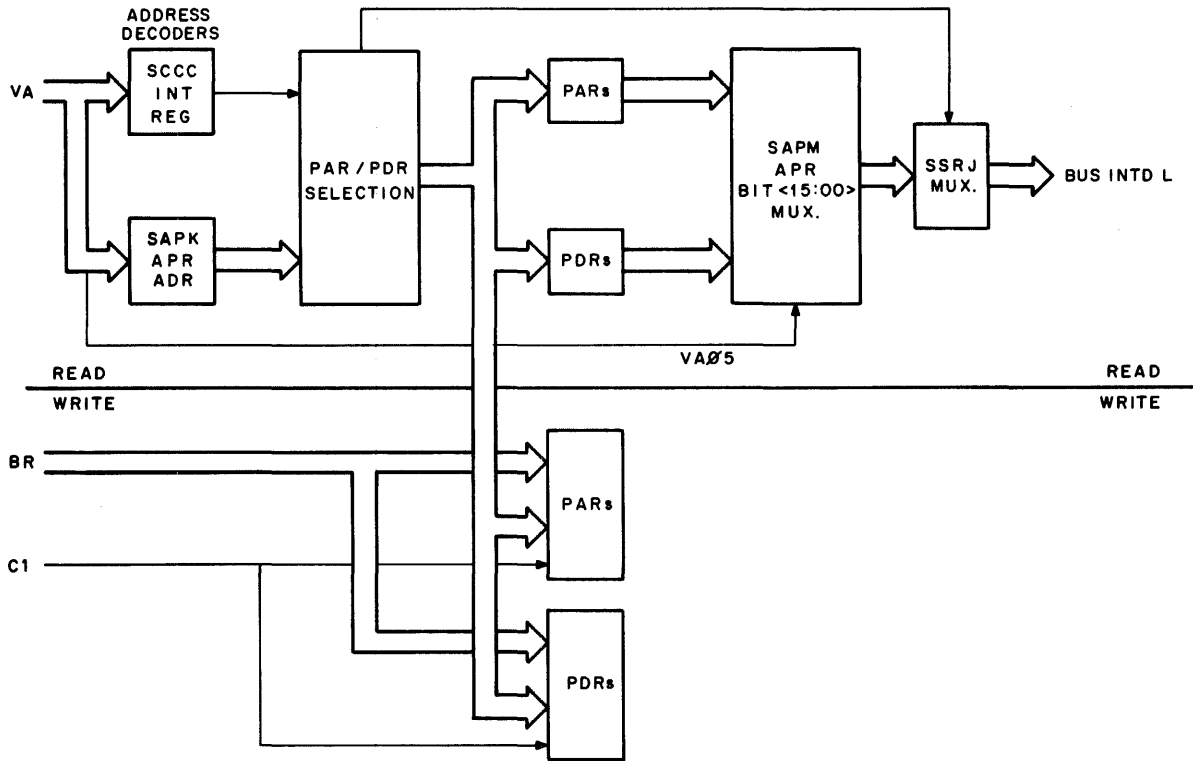 ADDRESS
DECODERS
VA
SCCC
INT
REG
SAPK
APR
ADR
PAR / PDR
SELECTION
PARs
PDRs
SAPM
APR
BIT <15:00>
MUX.
SSRJ
MUX.
BUS INTD L
VAØ5
READ
READ
WRITE
WRITE
BR
C1
PARs
PDRs